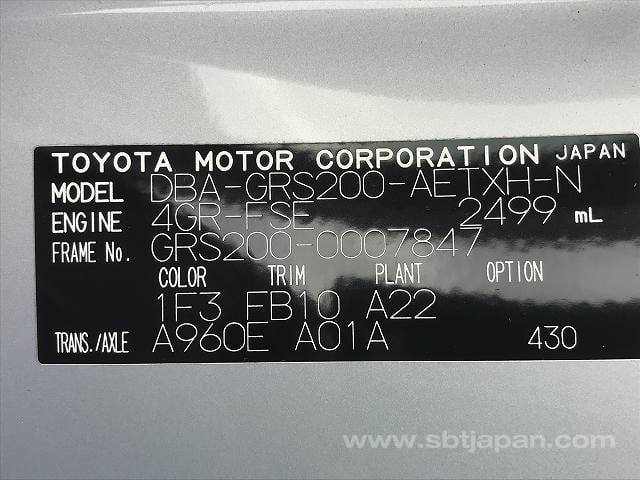 TOYOTA MOTOR CORPORATION JAPAN
MODEL DBA-GRS200-AETXH-N
ENGINE 4GR-FSE 2499 mL
FRAME No. GRS200-0007847
COLOR TRIM PLANT OPTION
1F3 FB10 A22
TRANS./AXLE A960E A01A 430
www.sbtjapan.com